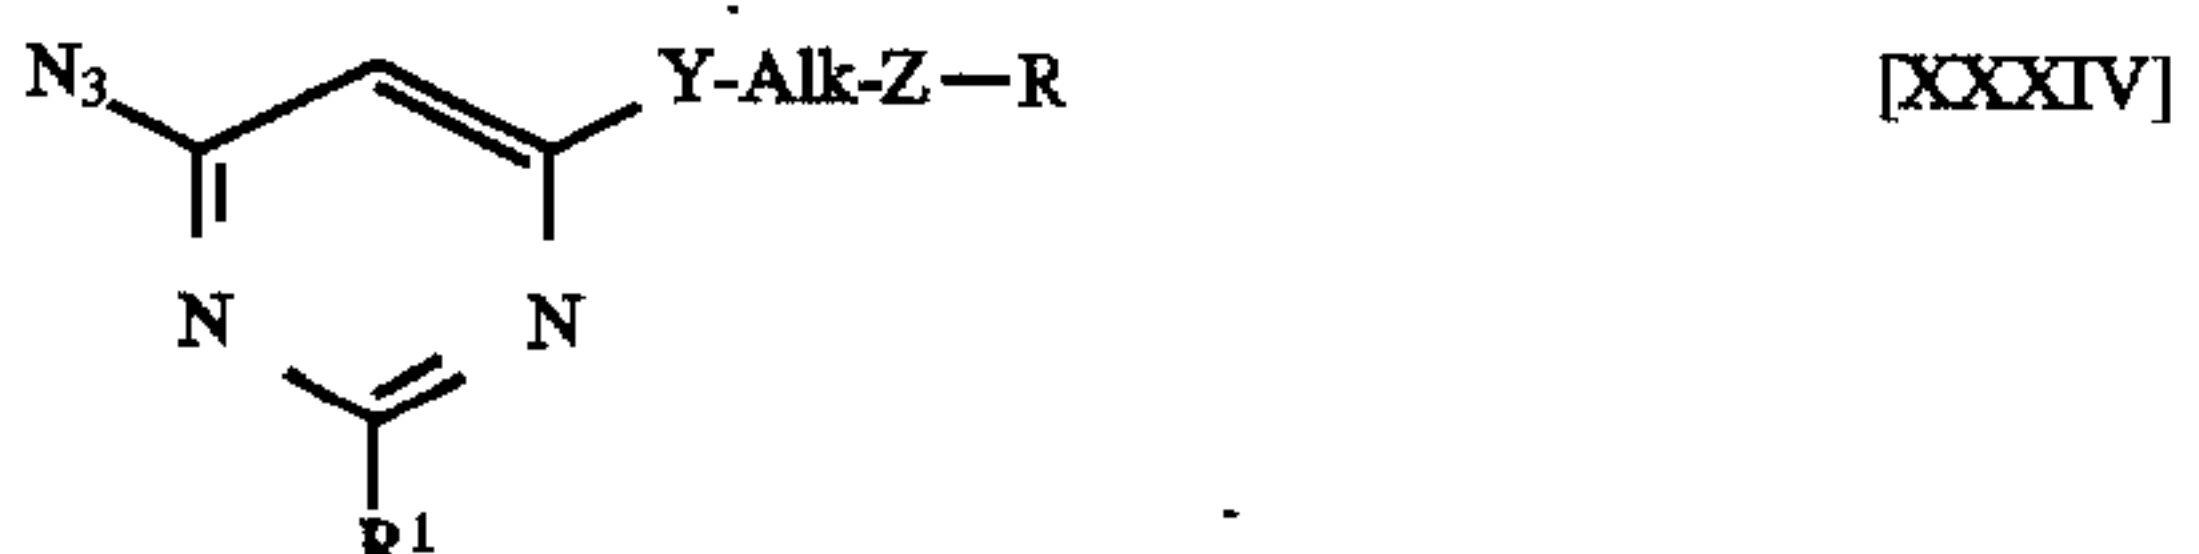 N3 Y-Alk-Z—R [XXXIV]
N N
R1